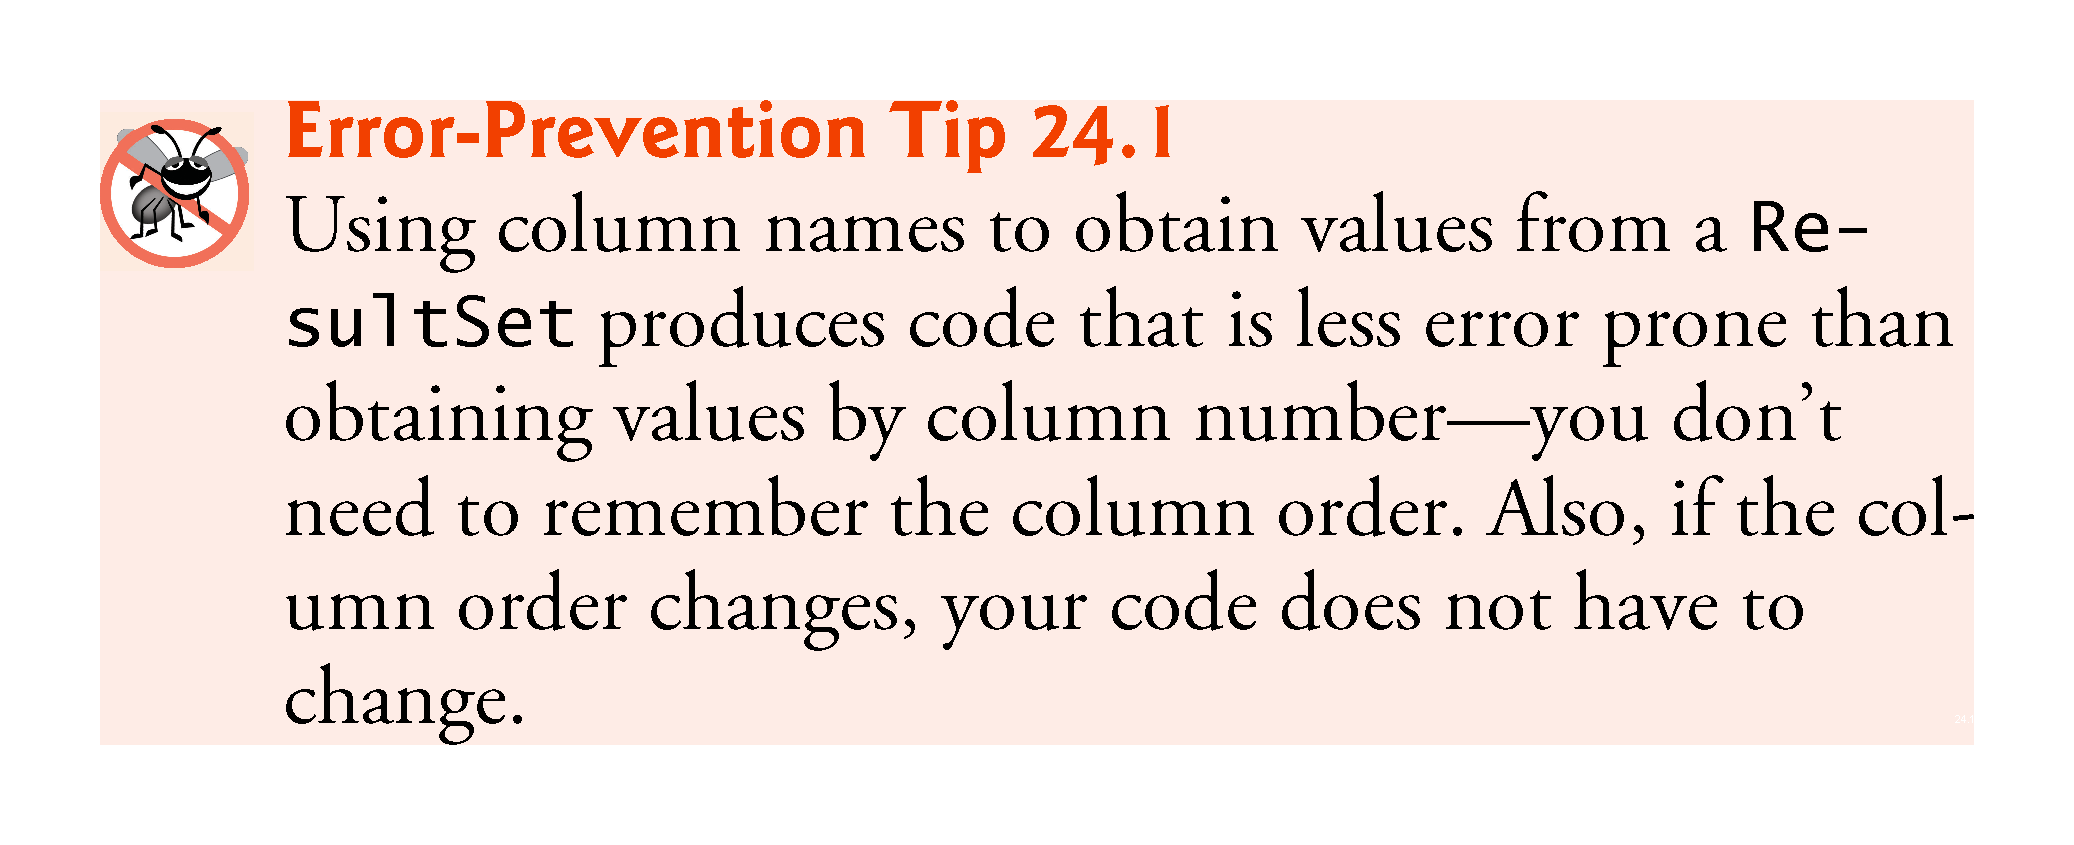 Error-Prevention Tip 24.1
Using column names to obtain values from a Re-
sultSet produces code that is less error prone than
obtaining values by column number—you don’t
need to remember the column order. Also, if the col-
umn order changes, your code does not have to
change.
24.1